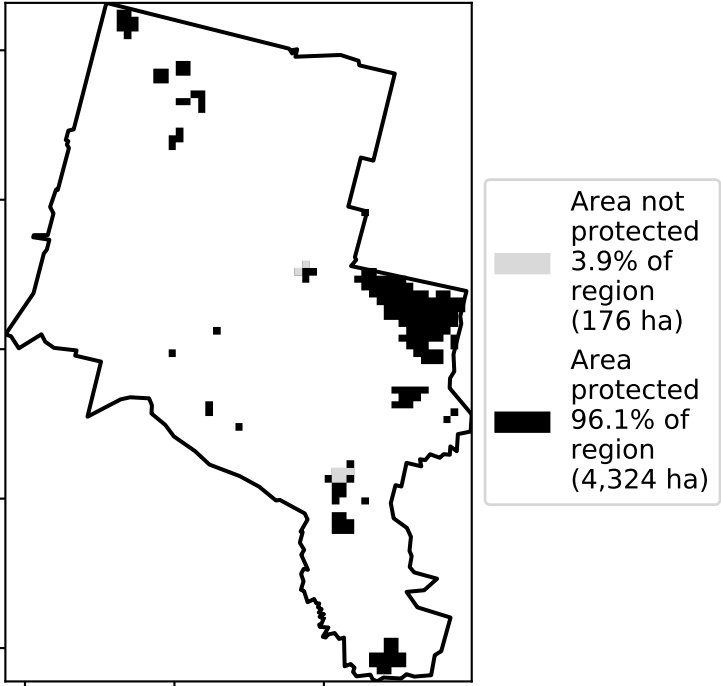 Area not
protected
3.9% of
region
(176 ha)
Area
protected
96.1% of
region
(4,324 ha)